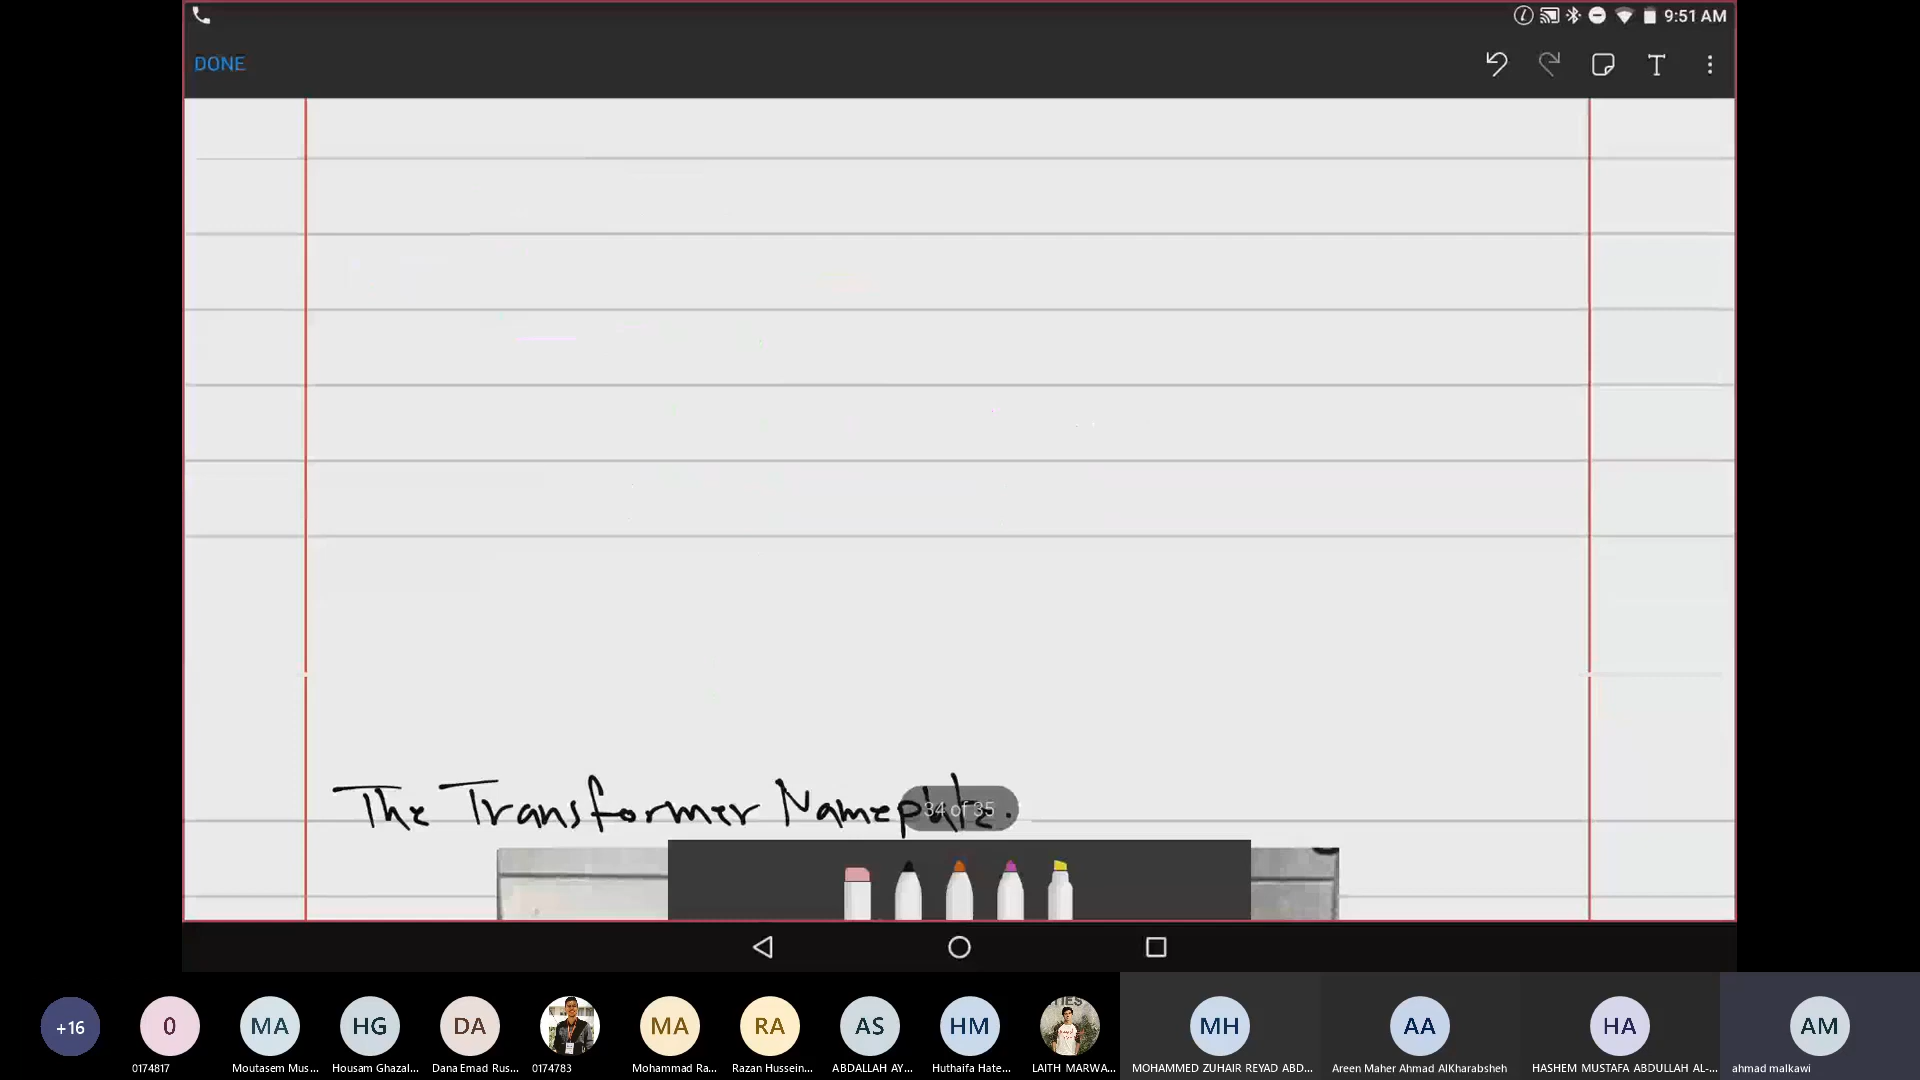 9:51 AM
DONE
T
The Transformer Nameplate.
34 of 35
+16
0
MA
HG
DA
MA
RA
AS
HM
MH
AA
HA
AM
0174817
Moutasem Mus...
Housam Ghazal...
Dana Emad Rus...
0174783
Mohammad Ra...
Razan Hussein...
ABDALLAH AY...
Huthaifa Hate...
LAITH MARWA...
MOHAMMED ZUHAIR REYAD ABD...
Areen Maher Ahmad AlKharabsheh
HASHEM MUSTAFA ABDULLAH AL-...
ahmad malkawi